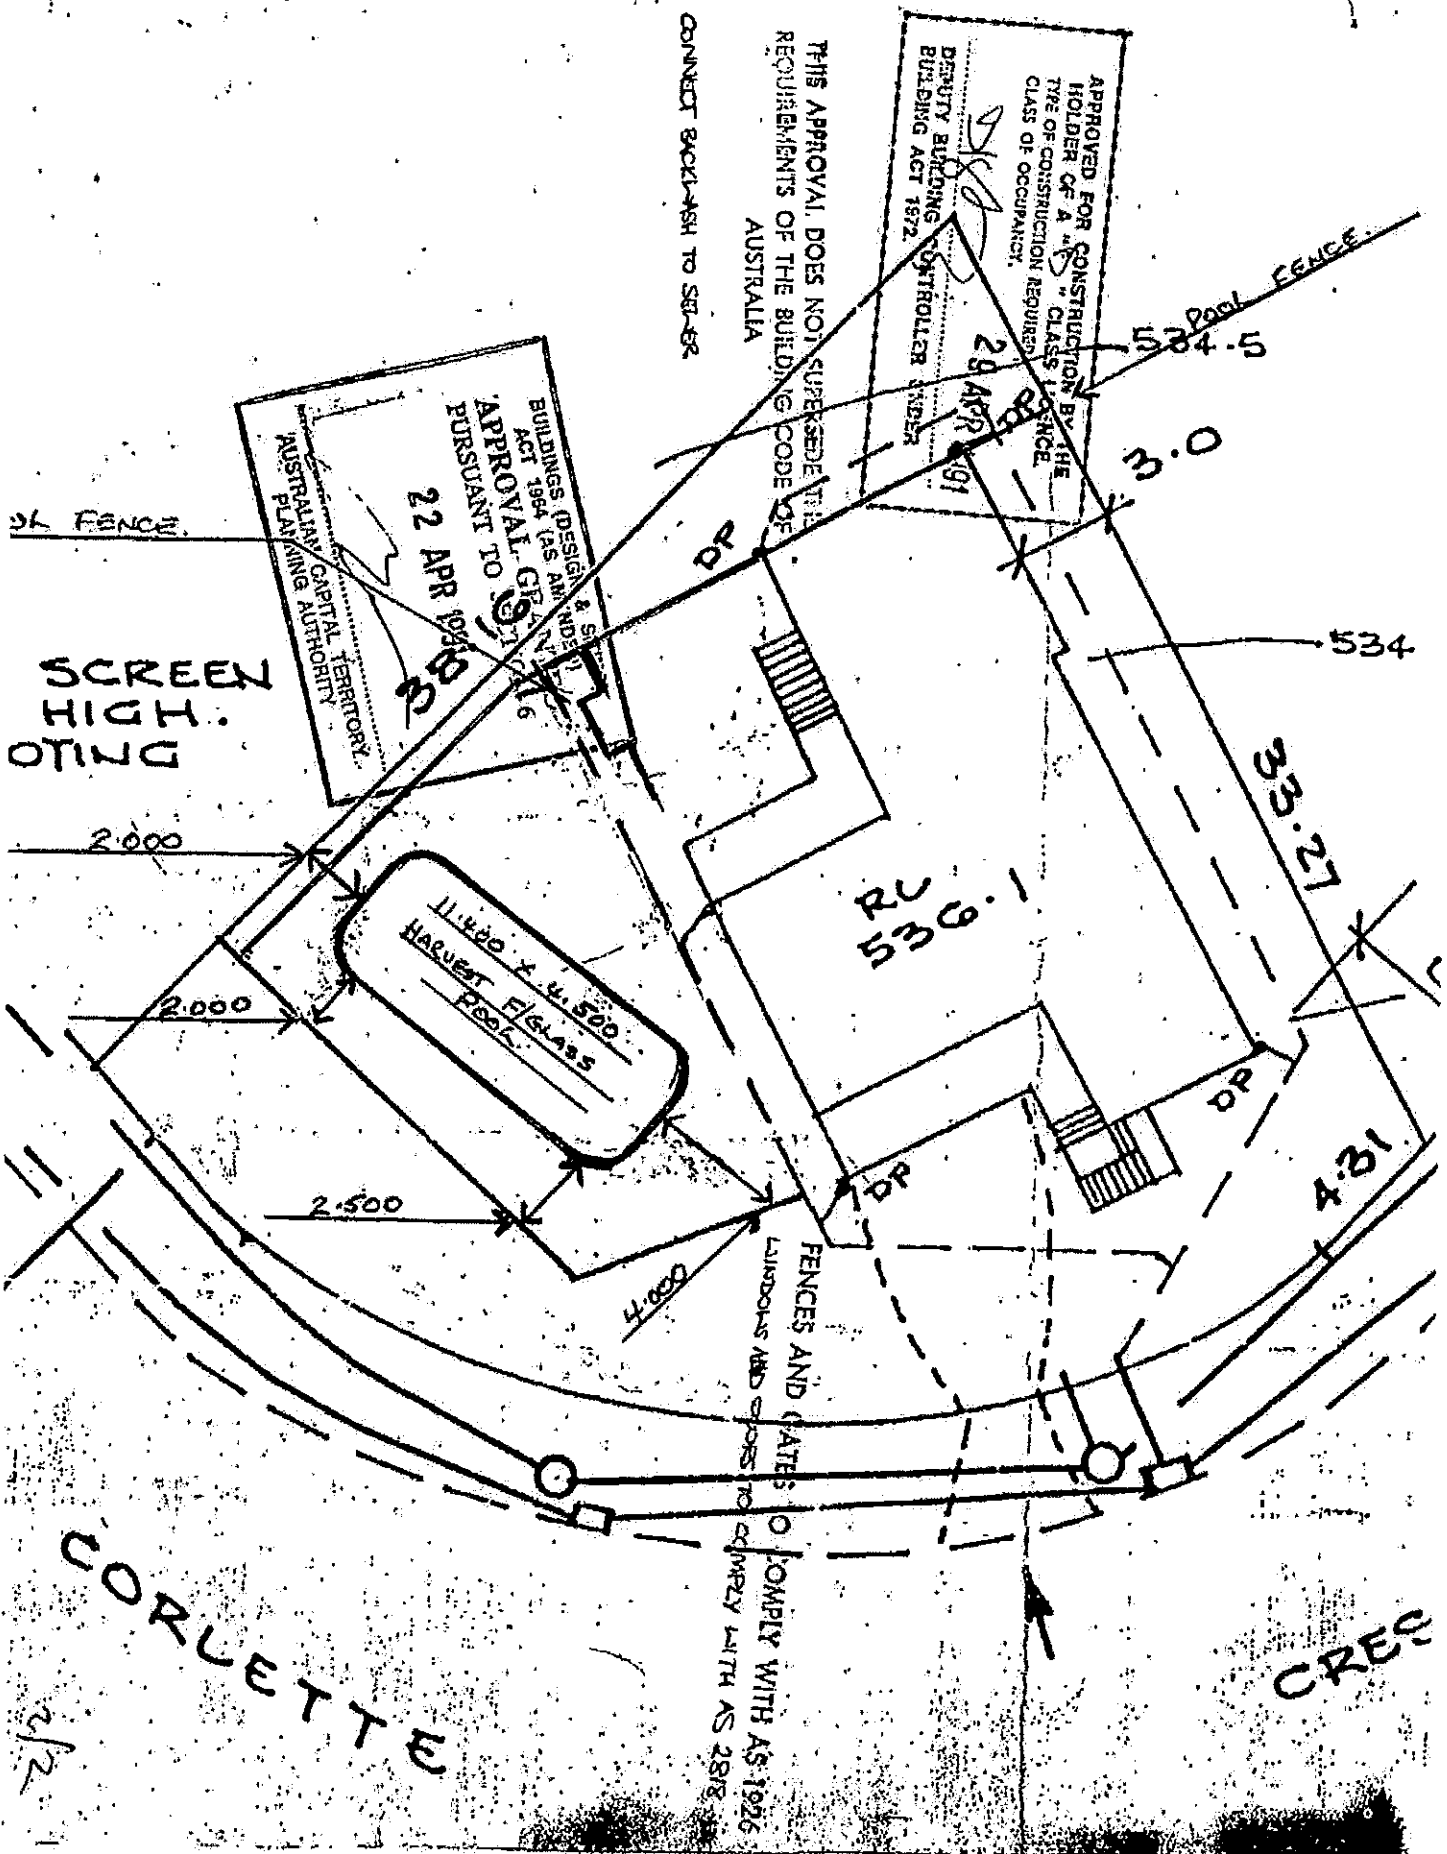 APPROVED FOR CONSTRUCTION BY THE
HOLDER OF A "B" CLASS LICENCE.
TYPE OF CONSTRUCTION REQUIRED
CLASS OF OCCUPANCY.
29 APR 1991
DEPUTY BUILDING CONTROLLER UNDER
BUILDING ACT 1972.
THIS APPROVAL DOES NOT SUPERSEDE THE
REQUIREMENTS OF THE BUILDING CODE OF
AUSTRALIA
CONNECT BACKWASH TO SEWER
POOL FENCE.
534.5
3.0
DP
DP
534
33.27
BUILDINGS (DESIGN &
ACT 1964 (AS AMENDED)
APPROVAL GRANTED
PURSUANT TO
22 APR
AUSTRALIAN CAPITAL TERRITORY
PLANNING AUTHORITY
FENCE.
SCREEN
HIGH.
OTING
2.000
2.000
11.400 x 4.500
HARVEST F/GLASS
POOL.
RL
536.1
DP
DP
4.31
2.500
4.000
FENCES AND GATES TO COMPLY WITH AS 1926
WINDOWS AND DOORS TO COMPLY WITH AS 2818
CORLETTE
CRES
2/2